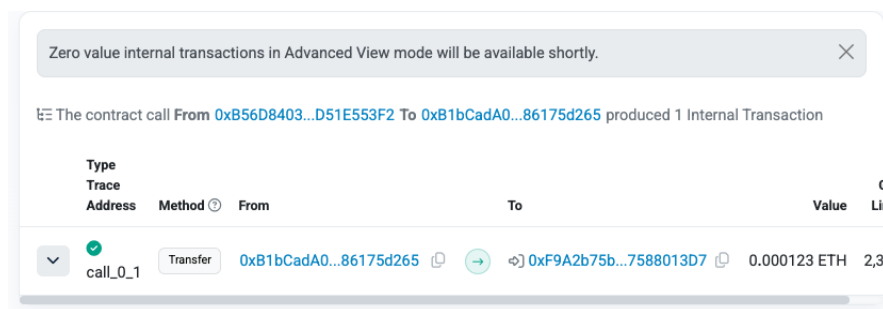 Zero value internal transactions in Advanced View mode will be available shortly.
The contract call From 0xB56D8403...D51E553F2 To 0xB1bCadA0...86175d265 produced 1 Internal Transaction
Type
Trace
Address Method From To Value
call_0_1 Transfer 0xB1bCadA0...86175d265 0xF9A2b75b...7588013D7 0.000123 ETH 2,3